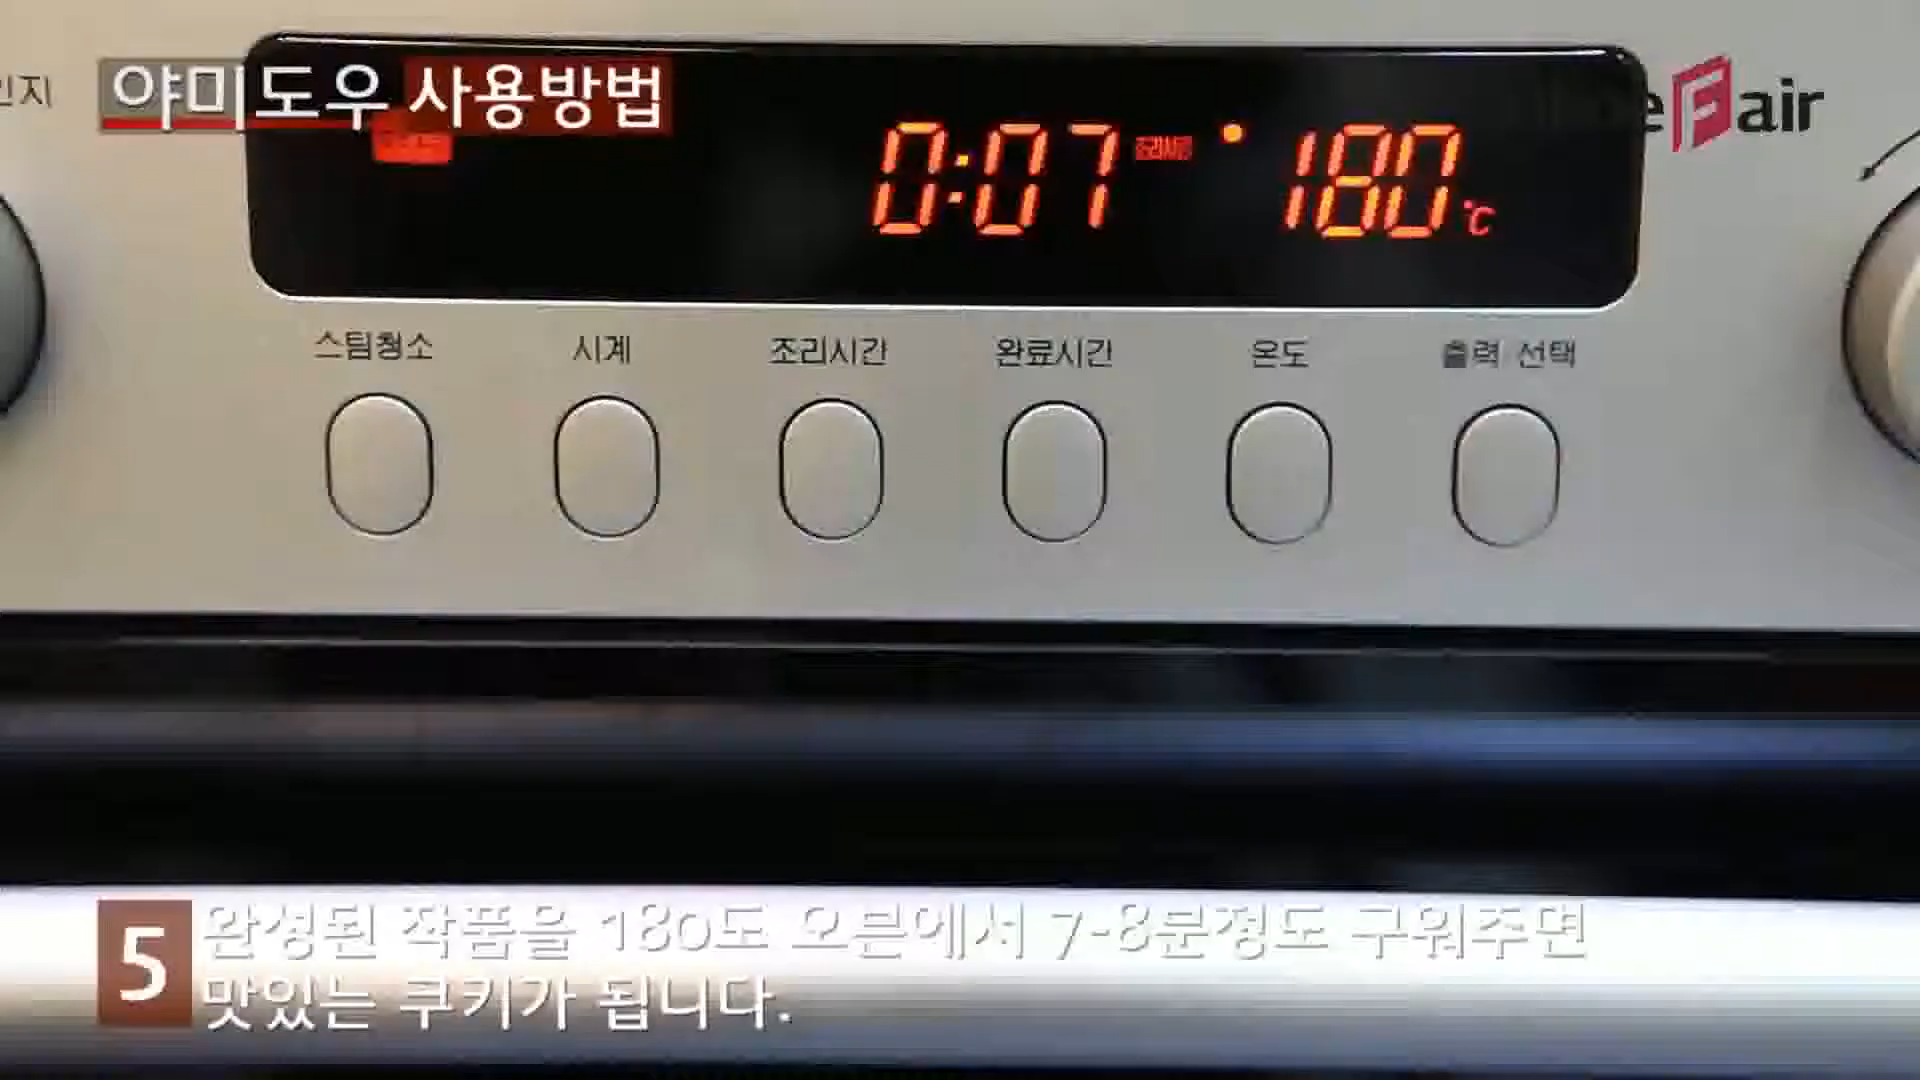 야미도우 사용방법
air
0:07 조리시간 180℃
스팀청소 시계 조리시간 완료시간 온도 출력 선택
5 완성된 작품을 180도 오븐에서 7-8분정도 구워주면
맛있는 쿠키가 됩니다.